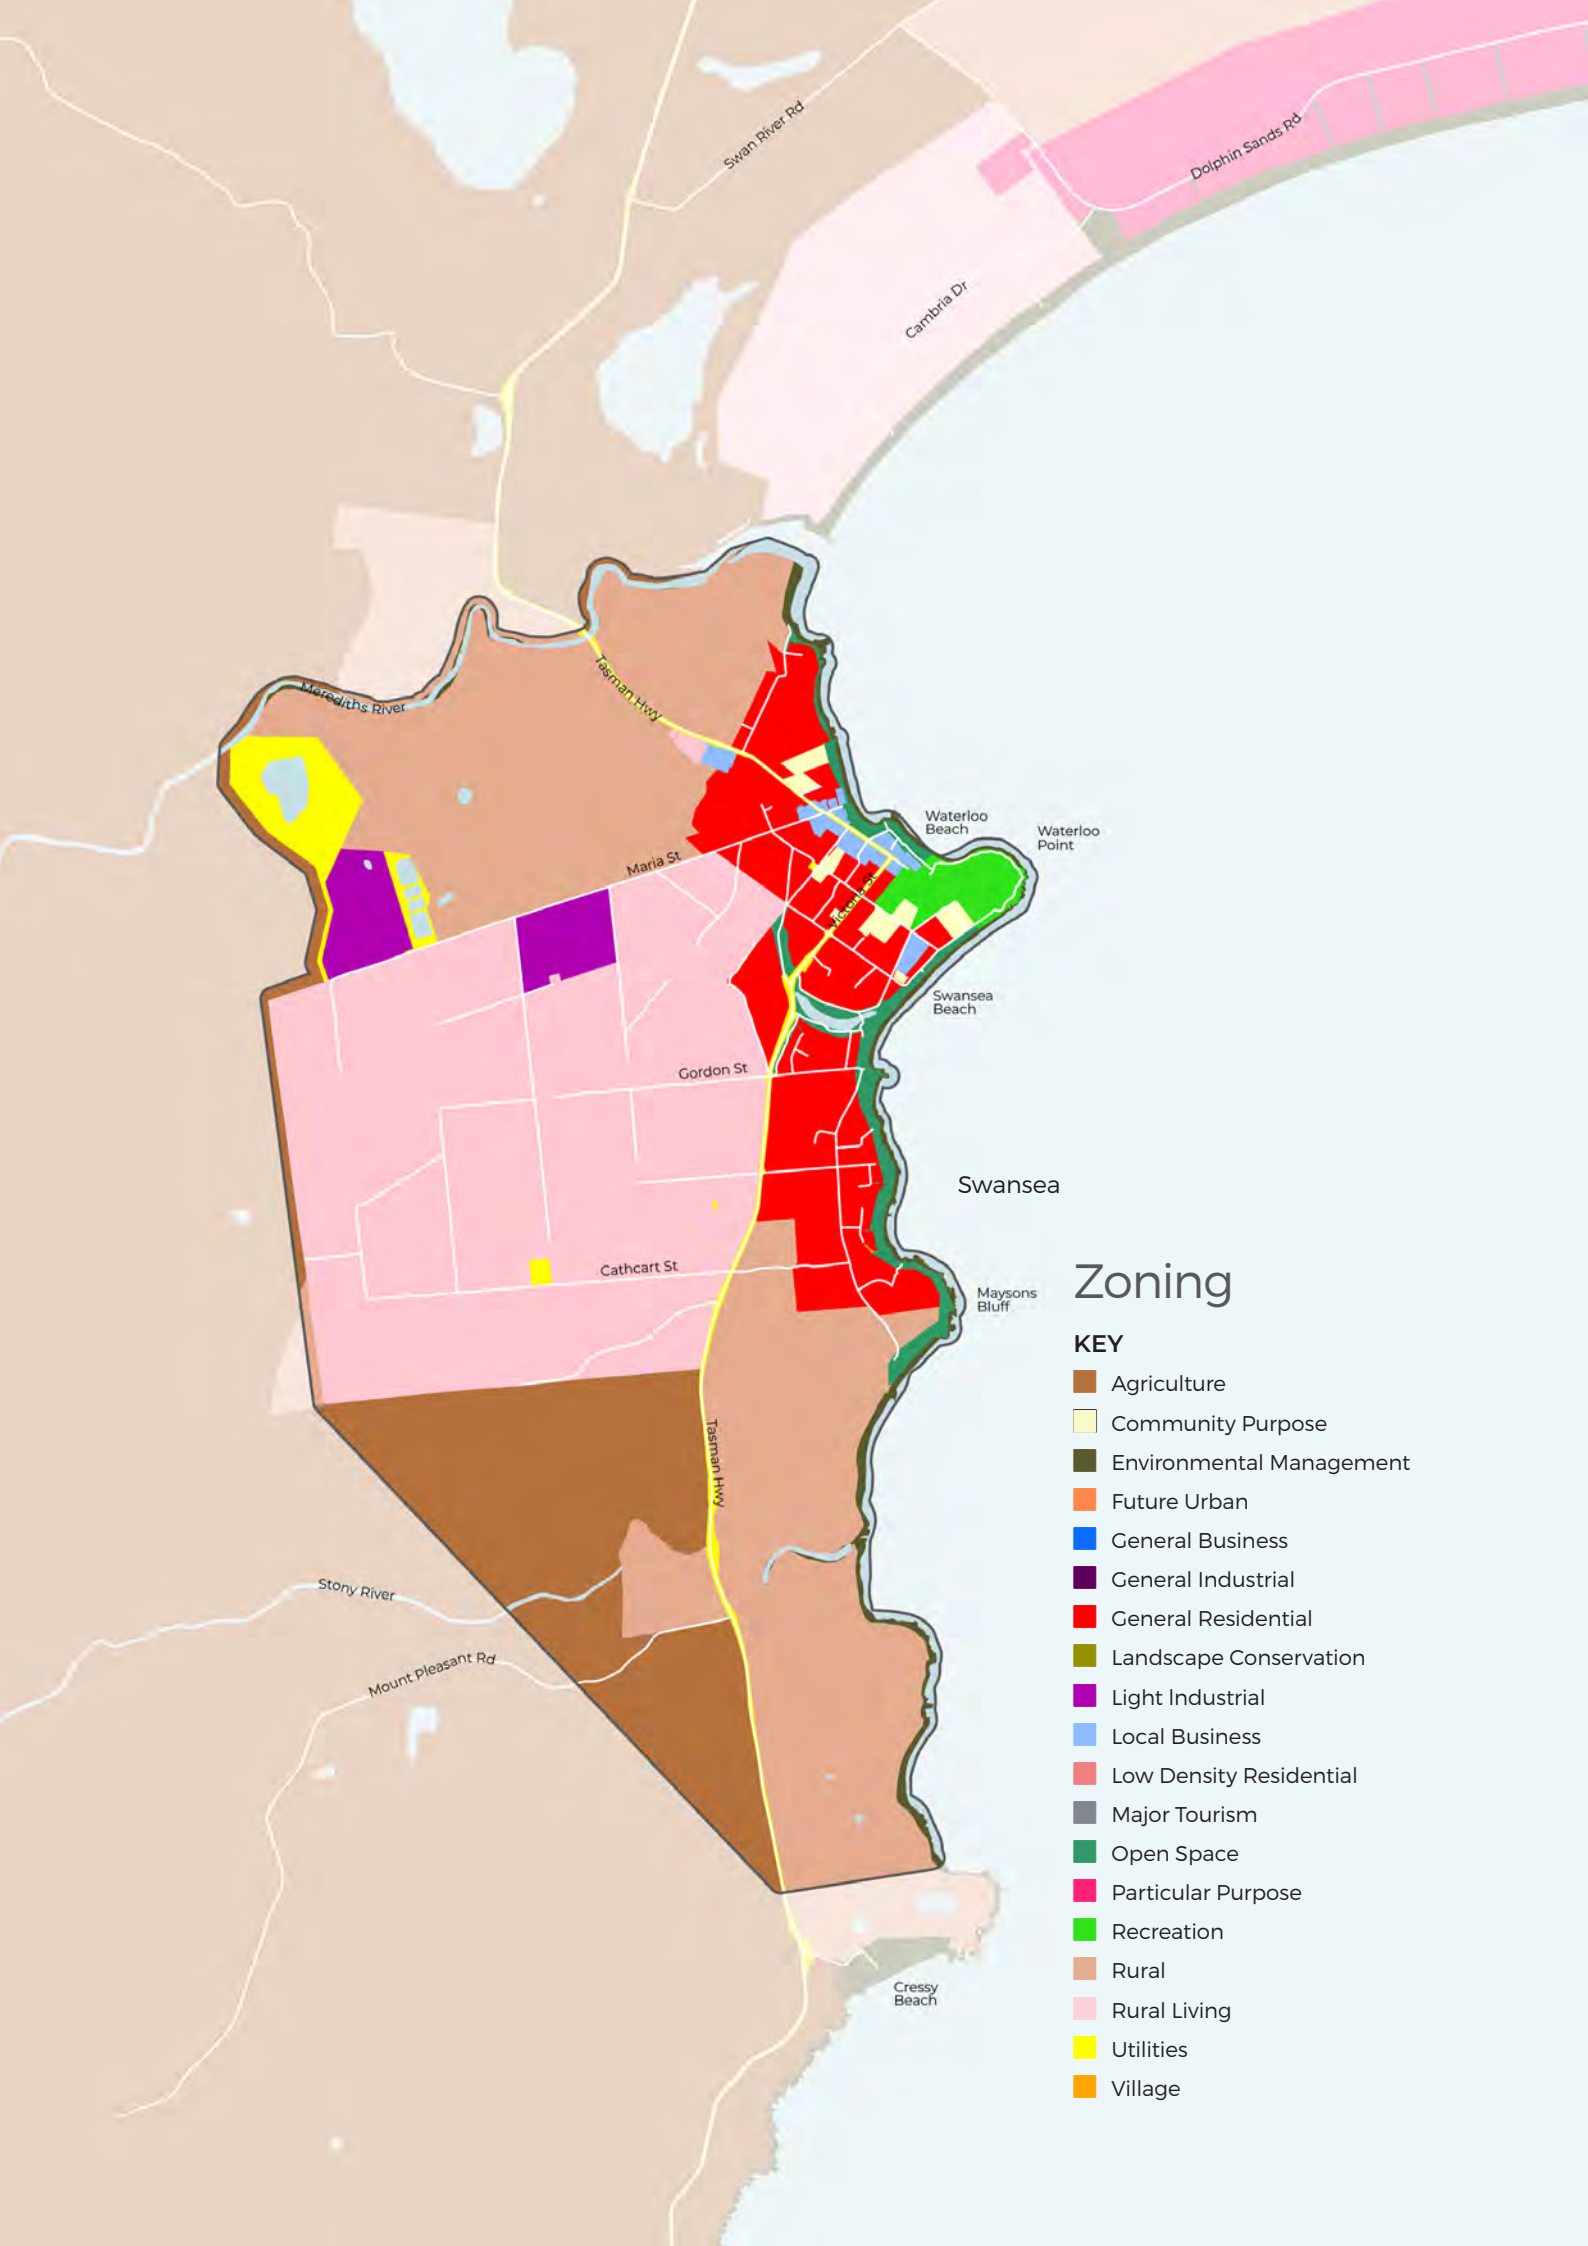 Swan River Rd
Dolphin Sands Rd
Cambria Dr
Merediths River
Tasman Hwy
Waterloo
Beach
Waterloo
Point
Maria St
Victoria St
Swansea
Beach
Gordon St
Swansea
Cathcart St
Maysons
Bluff
Tasman Hwy
Stony River
Mount Pleasant Rd
Cressy
Beach
Zoning
KEY
Agriculture
Community Purpose
Environmental Management
Future Urban
General Business
General Industrial
General Residential
Landscape Conservation
Light Industrial
Local Business
Low Density Residential
Major Tourism
Open Space
Particular Purpose
Recreation
Rural
Rural Living
Utilities
Village